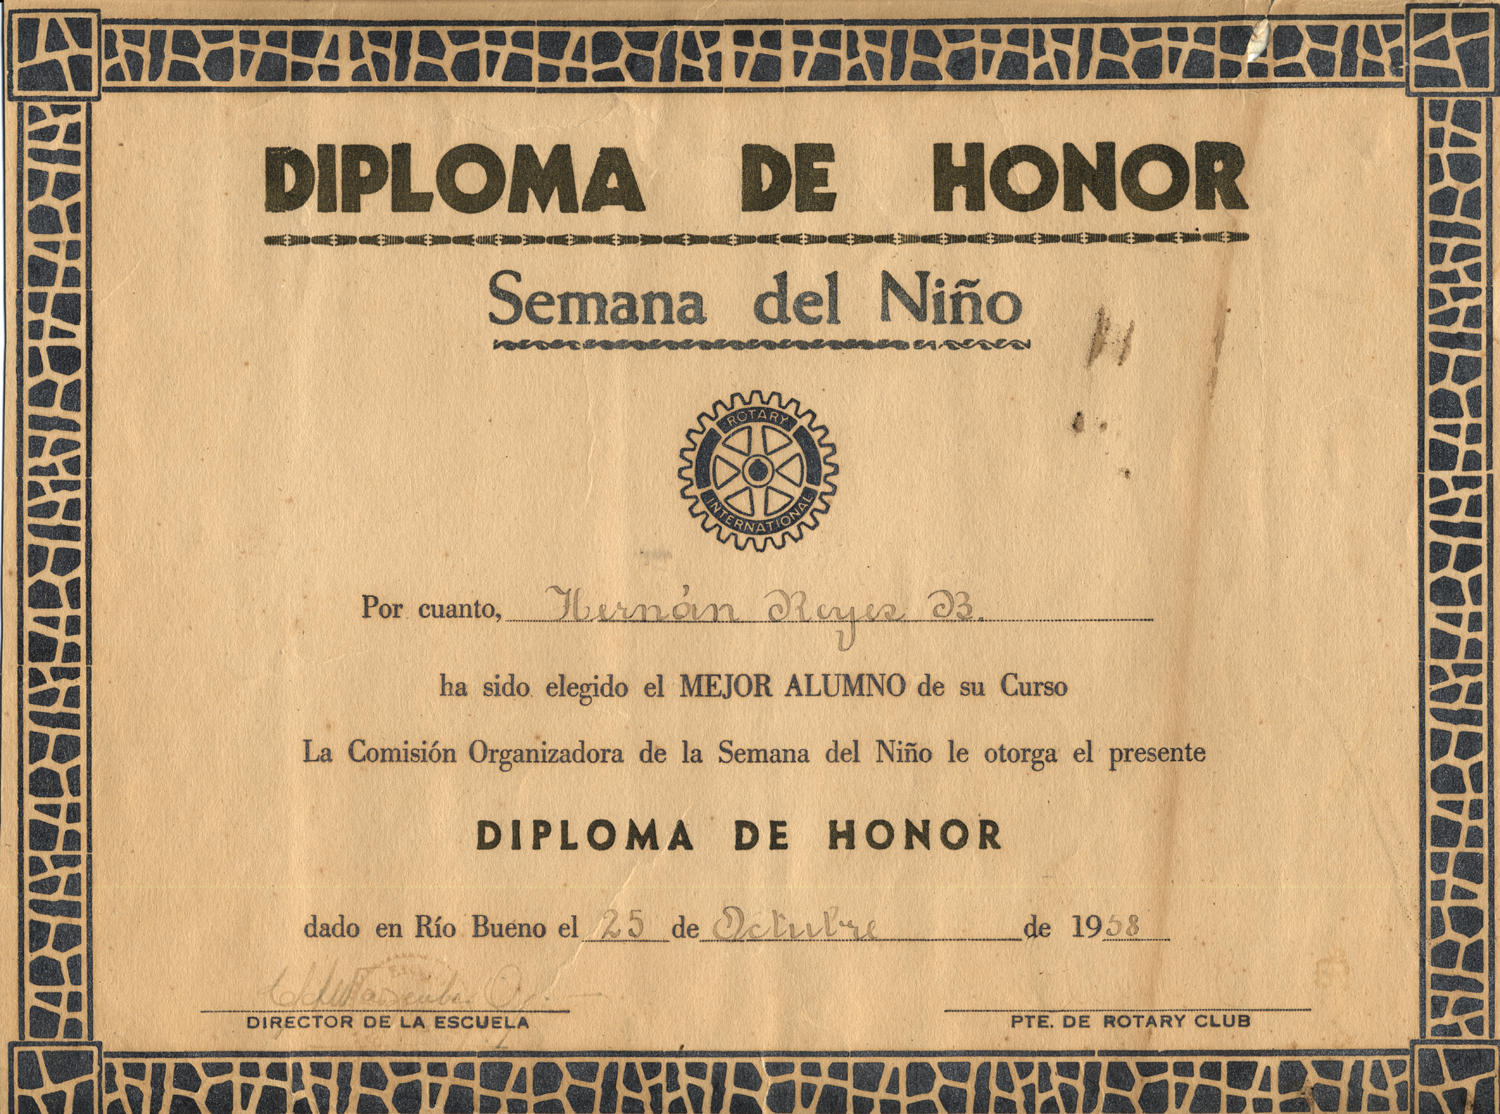 DIPLOMA DE HONOR
Semana del Niño
ROTARY
INTERNATIONAL
Por cuanto, Hernán Reyes B.
ha sido elegido el MEJOR ALUMNO de su Curso
La Comisión Organizadora de la Semana del Niño le otorga el presente
DIPLOMA DE HONOR
dado en Río Bueno el 25 de Octubre de 1958
DIRECTOR DE LA ESCUELA
PTE. DE ROTARY CLUB